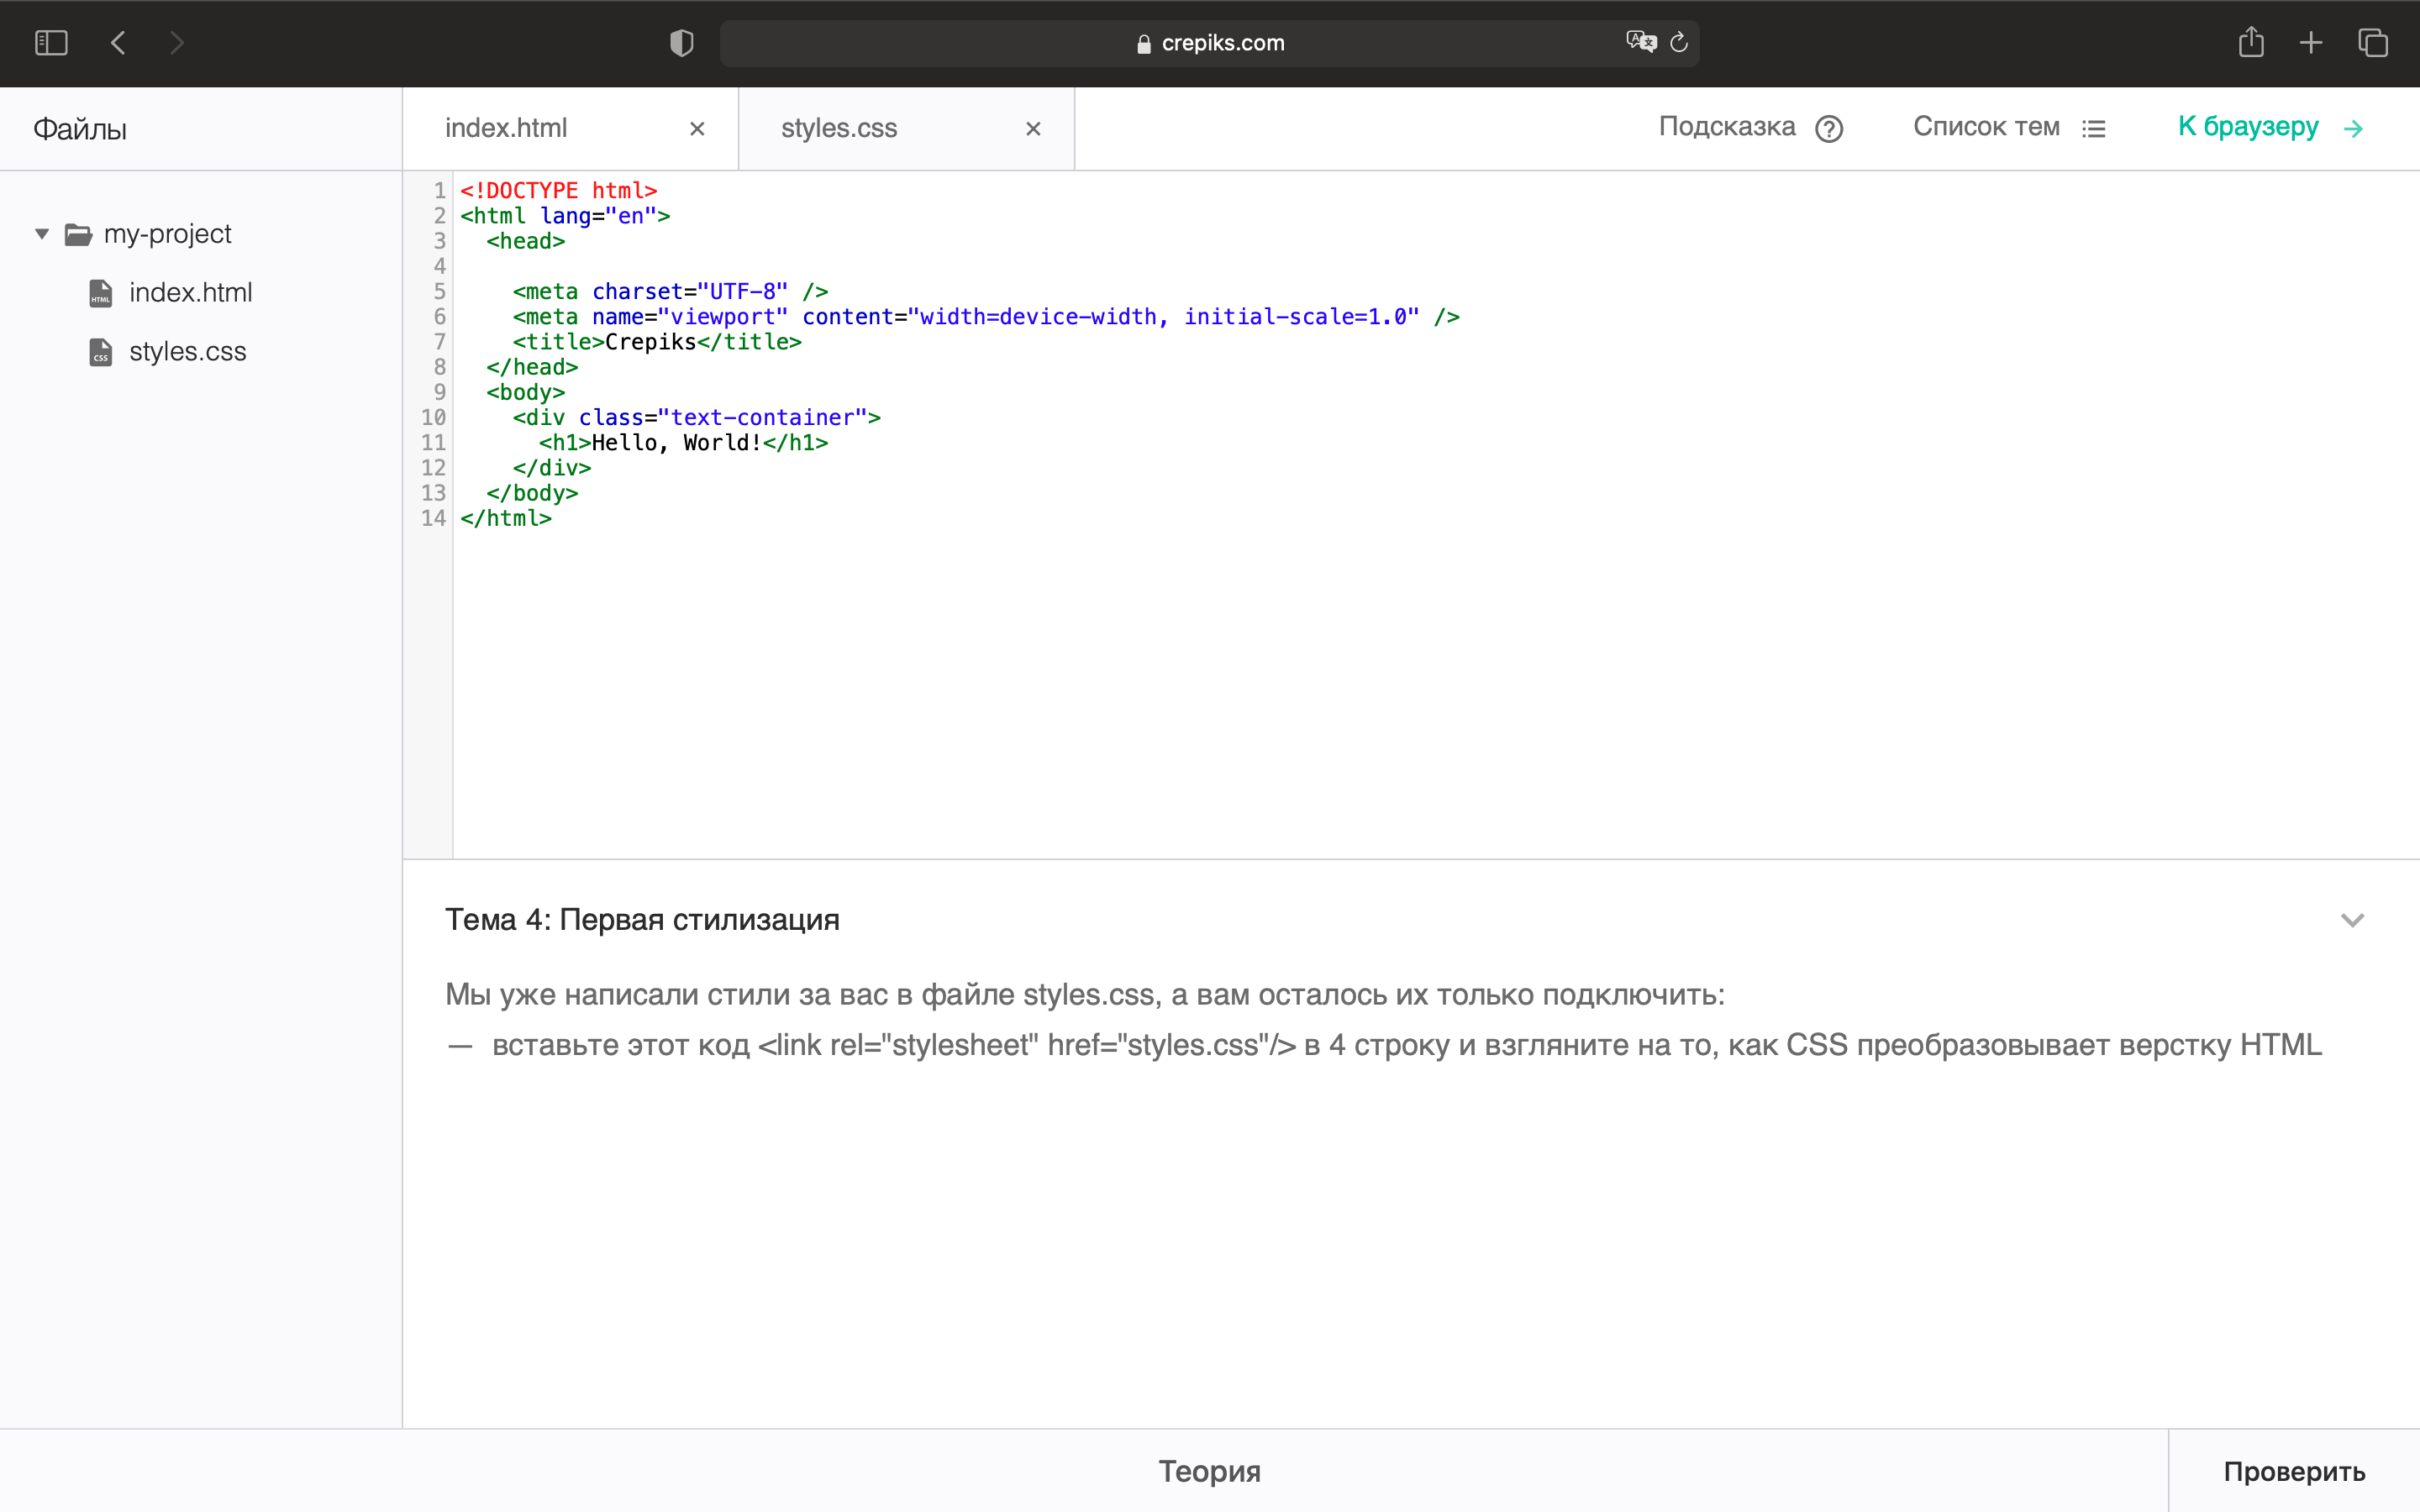 crepiks.com
Файлы
index.html
styles.css
Подсказка
Список тем
К браузеру
my-project
index.html
styles.css
1 <!DOCTYPE html>
2 <html lang="en">
3 <head>
4
5 <meta charset="UTF-8" />
6 <meta name="viewport" content="width=device-width, initial-scale=1.0" />
7 <title>Crepiks</title>
8 </head>
9 <body>
10 <div class="text-container">
11 <h1>Hello, World!</h1>
12 </div>
13 </body>
14 </html>
Тема 4: Первая стилизация
Мы уже написали стили за вас в файле styles.css, а вам осталось их только подключить:
— вставьте этот код <link rel="stylesheet" href="styles.css"/> в 4 строку и взгляните на то, как CSS преобразовывает верстку HTML
Теория
Проверить